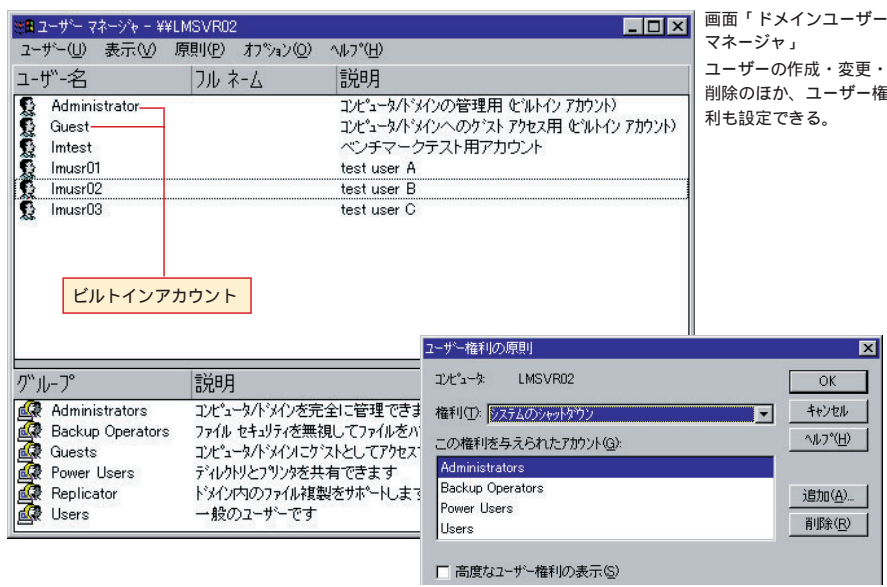 ユーザー マネージャ - ¥¥LMSVR02
ユーザー(U) 表示(V) 原則(P) オプション(O) ヘルプ(H)
ユーザー名 フル ネーム 説明
Administrator コンピュータ/ドメインの管理用 (ビルトイン アカウント)
Guest コンピュータ/ドメインへのゲスト アクセス用 (ビルトイン アカウント)
lmtest ベンチマークテスト用アカウント
lmusr01 test user A
lmusr02 test user B
lmusr03 test user C
ビルトインアカウント
グループ 説明
Administrators コンピュータ/ドメインを完全に管理できま
Backup Operators ファイル セキュリティを無視してファイルをバ
Guests コンピュータ/ドメインにゲストとしてアクセス
Power Users ディレクトリとプリンタを共有できます
Replicator ドメイン内のファイル複製をサポートします
Users 一般のユーザーです
ユーザー権利の原則
コンピュータ: LMSVR02
権利(T): システムのシャットダウン
この権利を与えられたアカウント(G):
Administrators
Backup Operators
Power Users
Users
高度なユーザー権利の表示(S)
OK
キャンセル
ヘルプ(H)
追加(A)...
削除(R)
画面「ドメインユーザー
マネージャ」
ユーザーの作成・変更・
削除のほか、ユーザー権
利も設定できる。